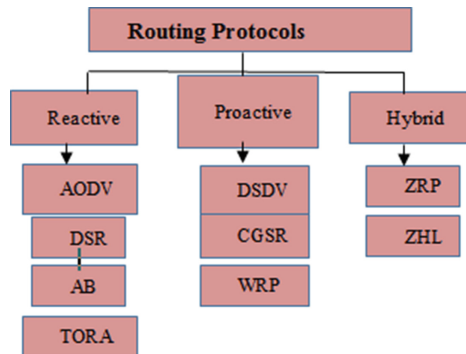 Routing Protocols
Reactive
Proactive
Hybrid
AODV
DSDV
ZRP
DSR
CGSR
ZHL
AB
WRP
TORA